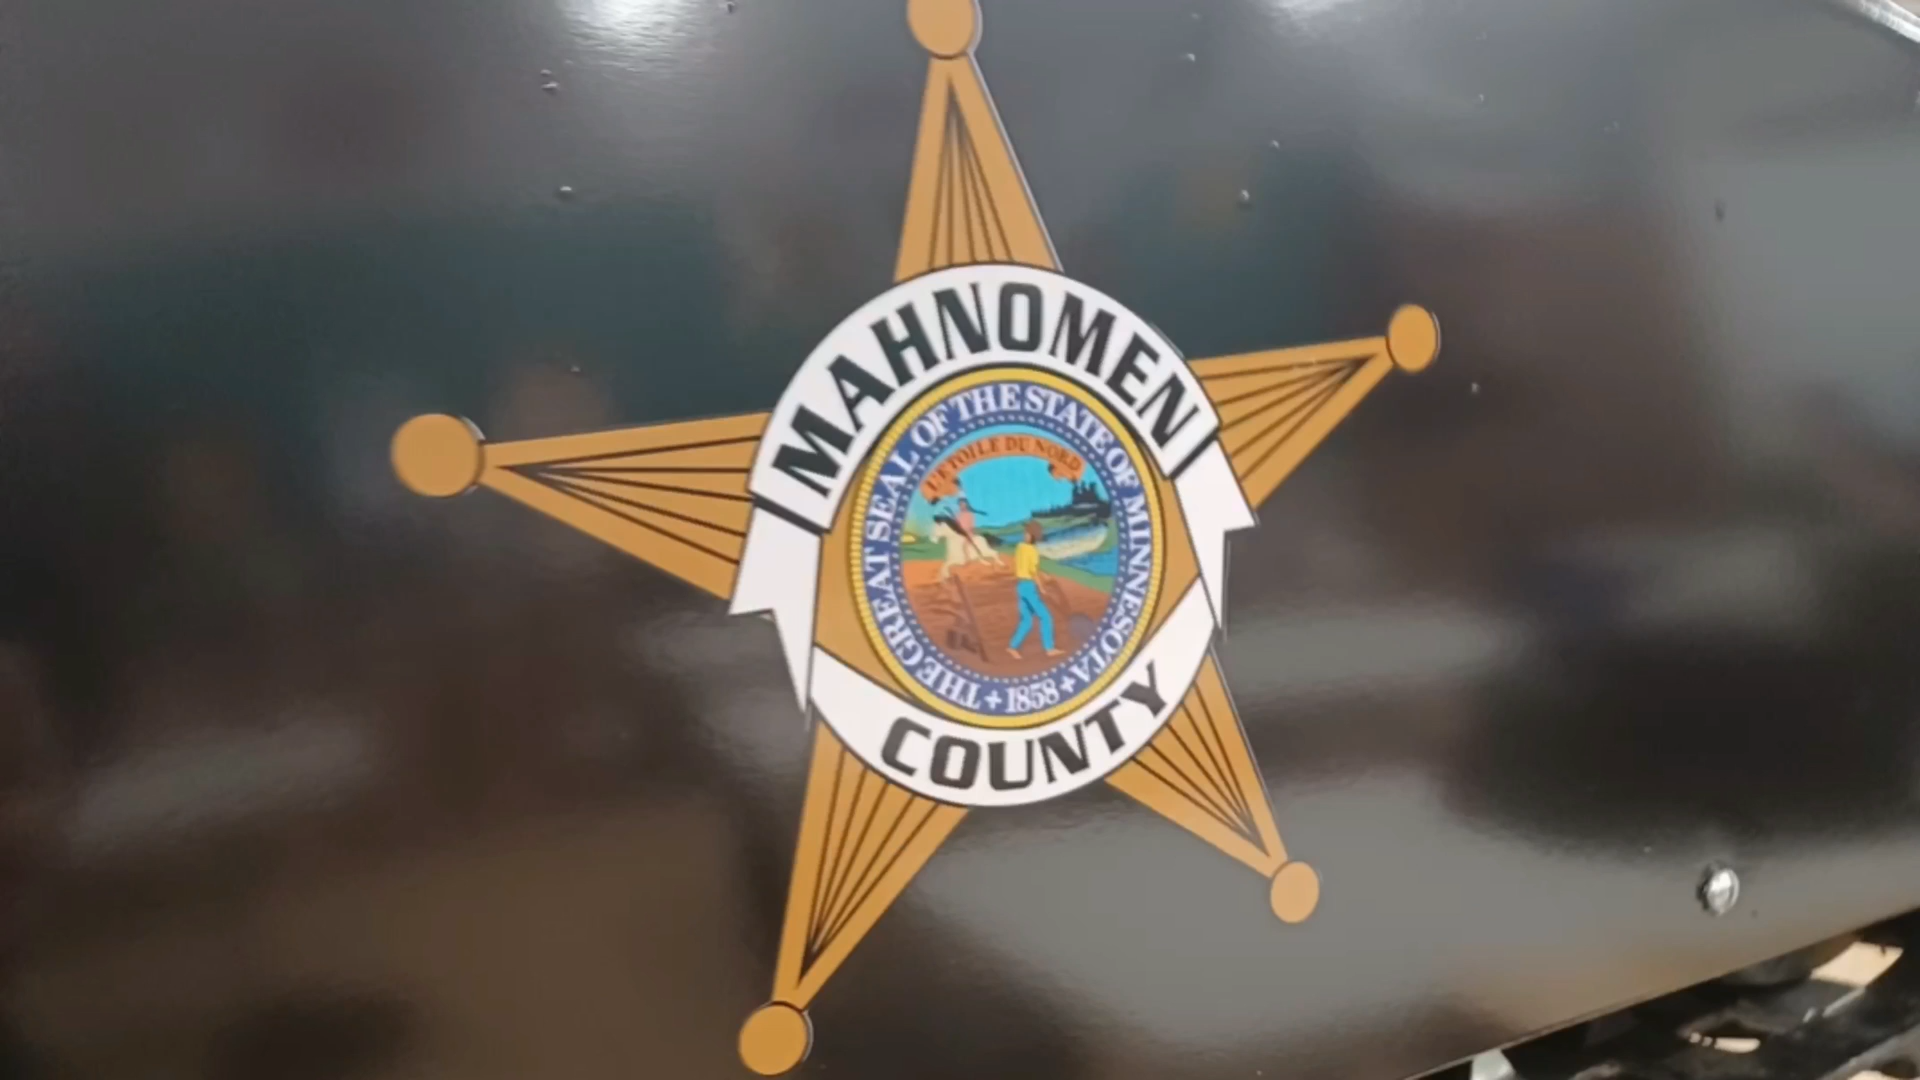 MAHNOMEN
THE GREAT SEAL OF THE STATE OF MINNESOTA
L'ETOILE DU NORD
1858
COUNTY